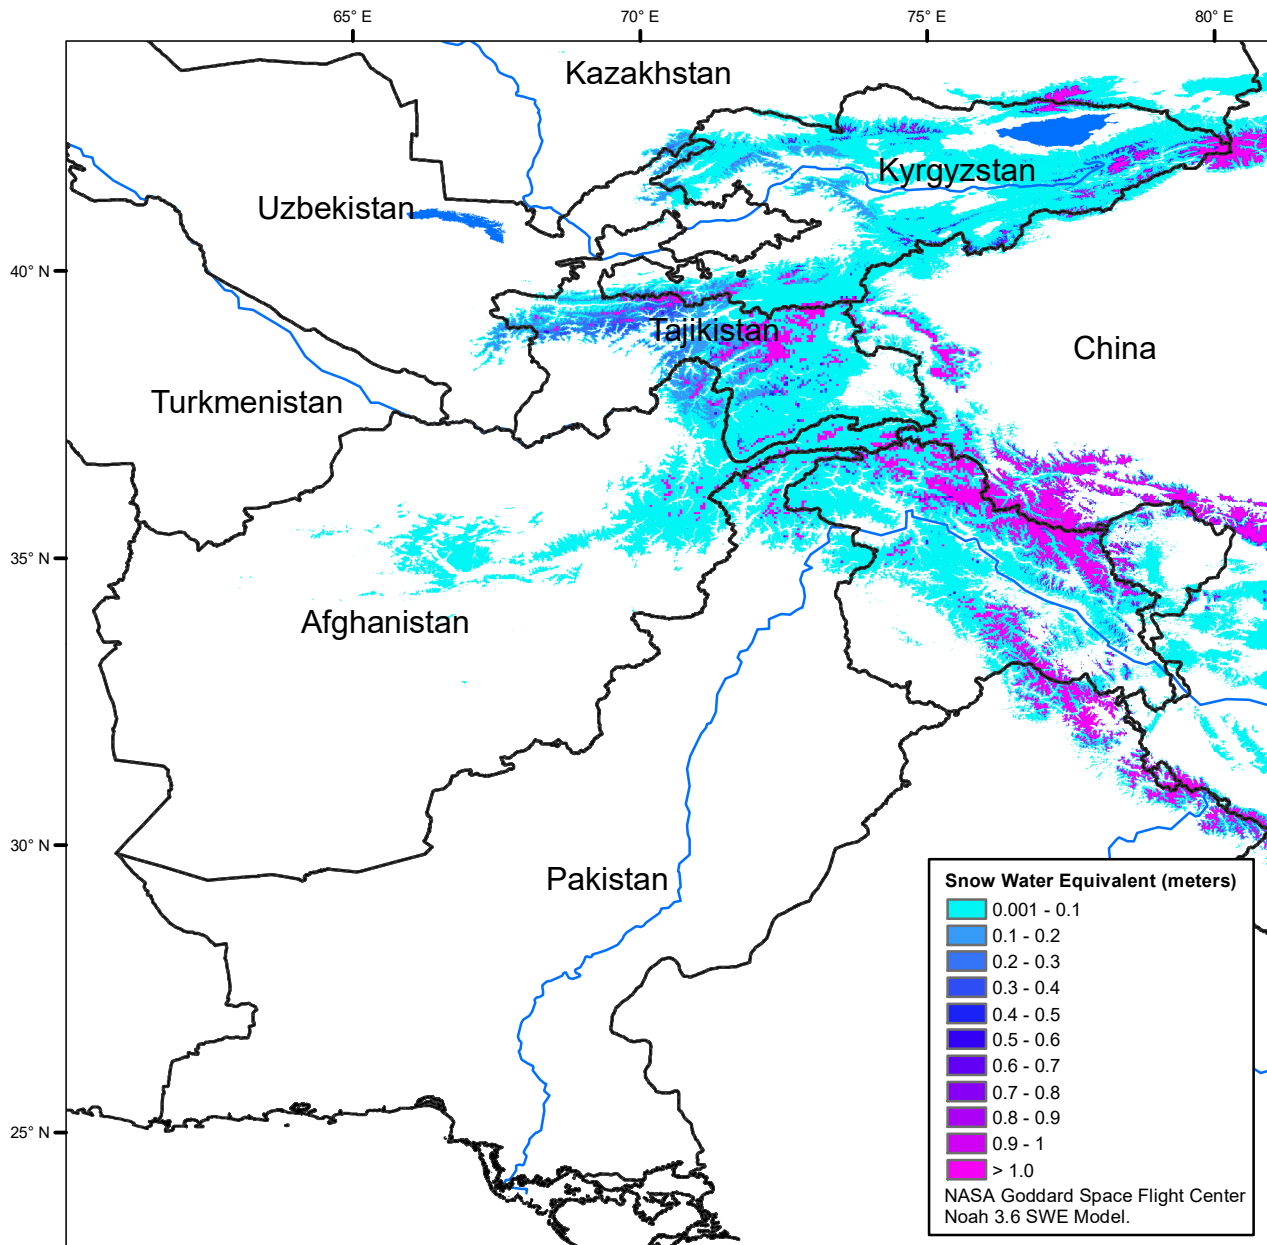 65° E
70° E
75° E
80° E
Kazakhstan
Kyrgyzstan
Uzbekistan
40° N
Tajikistan
China
Turkmenistan
35° N
Afghanistan
30° N
Pakistan
25° N
Snow Water Equivalent (meters)
0.001 - 0.1
0.1 - 0.2
0.2 - 0.3
0.3 - 0.4
0.4 - 0.5
0.5 - 0.6
0.6 - 0.7
0.7 - 0.8
0.8 - 0.9
0.9 - 1
> 1.0
NASA Goddard Space Flight Center
Noah 3.6 SWE Model.